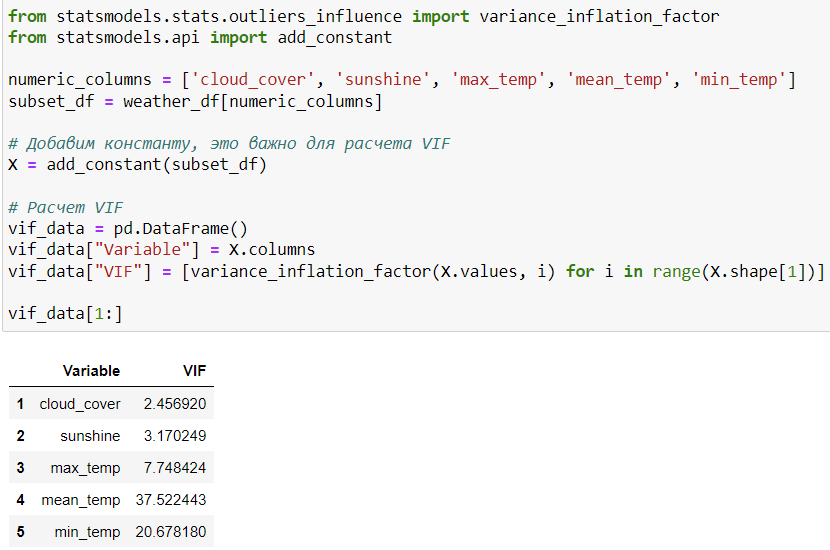 from statsmodels.stats.outliers_influence import variance_inflation_factor
from statsmodels.api import add_constant
numeric_columns = ['cloud_cover', 'sunshine', 'max_temp', 'mean_temp', 'min_temp']
subset_df = weather_df[numeric_columns]
# Добавим константу, это важно для расчета VIF
X = add_constant(subset_df)
# Расчет VIF
vif_data = pd.DataFrame()
vif_data["Variable"] = X.columns
vif_data["VIF"] = [variance_inflation_factor(X.values, i) for i in range(X.shape[1])]
vif_data[1:]
Variable VIF
1 cloud_cover 2.456920
2 sunshine 3.170249
3 max_temp 7.748424
4 mean_temp 37.522443
5 min_temp 20.678180